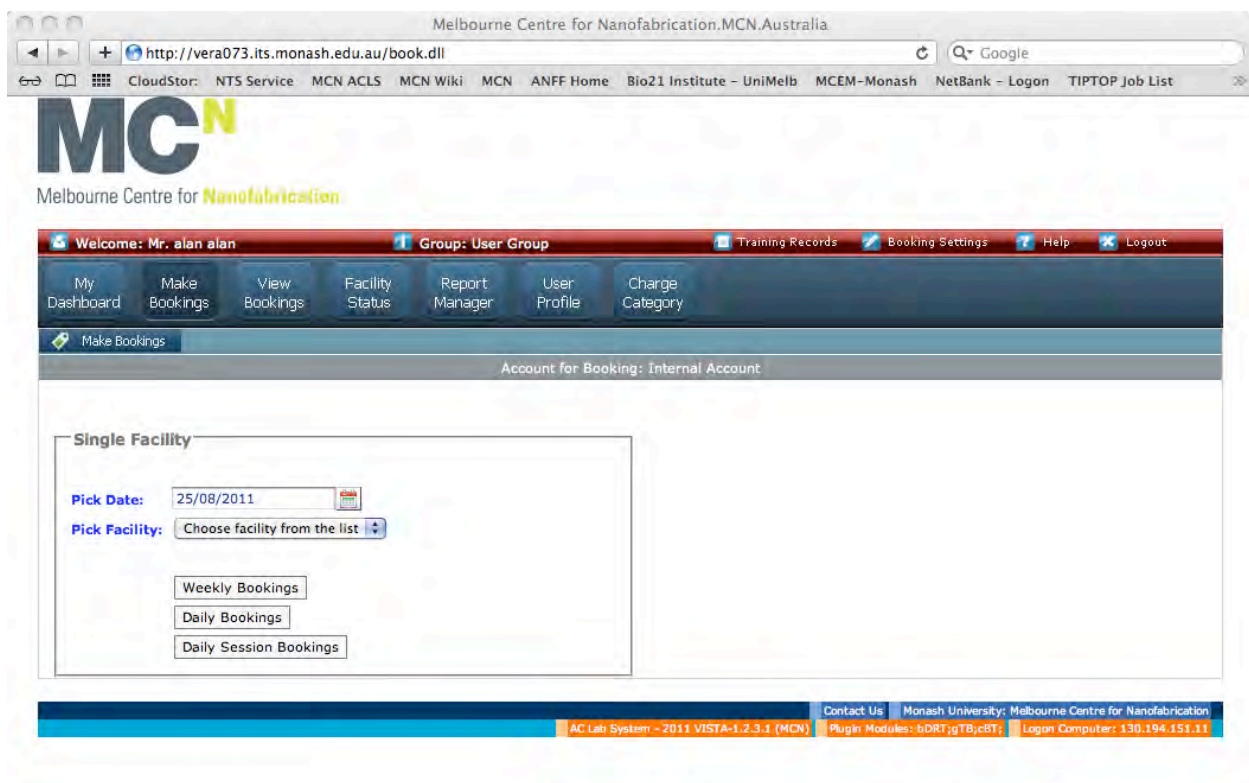 Melbourne Centre for Nanofabrication.MCN.Australia
http://vera073.its.monash.edu.au/book.dll
Google
CloudStor: NTS Service MCN ACLS MCN Wiki MCN ANFF Home Bio21 Institute – UniMelb MCEM–Monash NetBank – Logon TIPTOP Job List
MCN
Melbourne Centre for Nanofabrication
Welcome: Mr. alan alan Group: User Group Training Records Booking Settings Help Logout
My Dashboard Make Bookings View Bookings Facility Status Report Manager User Profile Charge Category
Make Bookings
Account for Booking: Internal Account
Single Facility
Pick Date: 25/08/2011
Pick Facility: Choose facility from the list
Weekly Bookings
Daily Bookings
Daily Session Bookings
Contact Us Monash University: Melbourne Centre for Nanofabrication
AC Lab System - 2011 VISTA-1.2.3.1 (MCN) Plugin Modules: bDRT;gTB;cBT; Logon Computer: 130.194.151.11